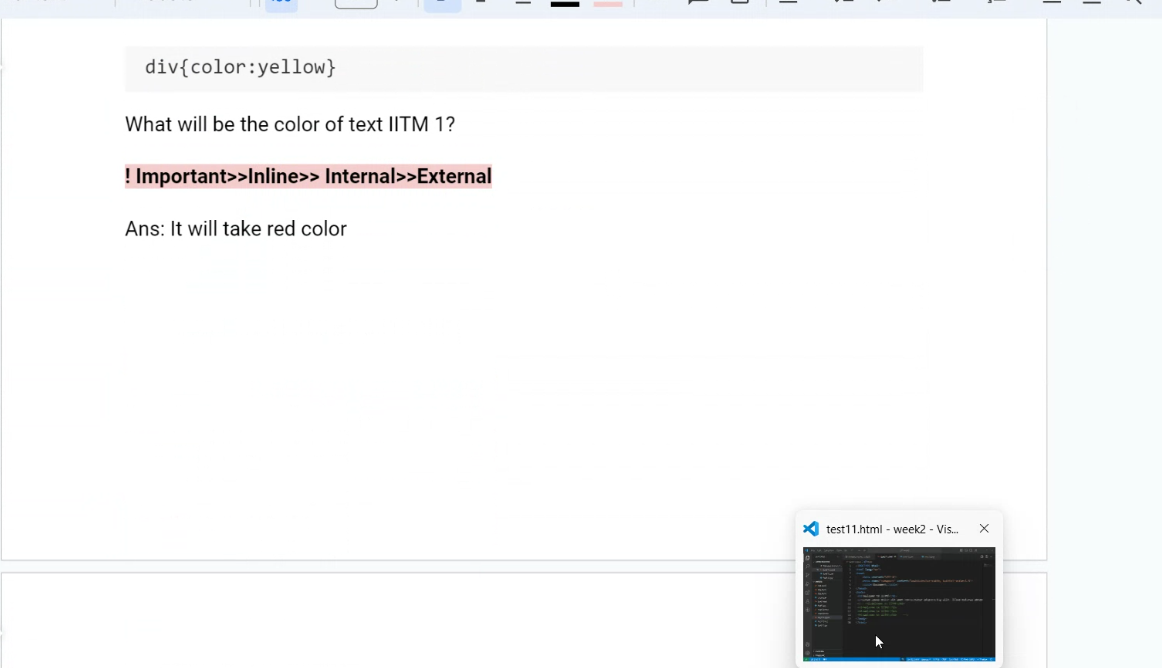 div{color:yellow}
What will be the color of text IITM 1?
! Important>>Inline>> Internal>>External
Ans: It will take red color
test11.html - week2 - Vis...